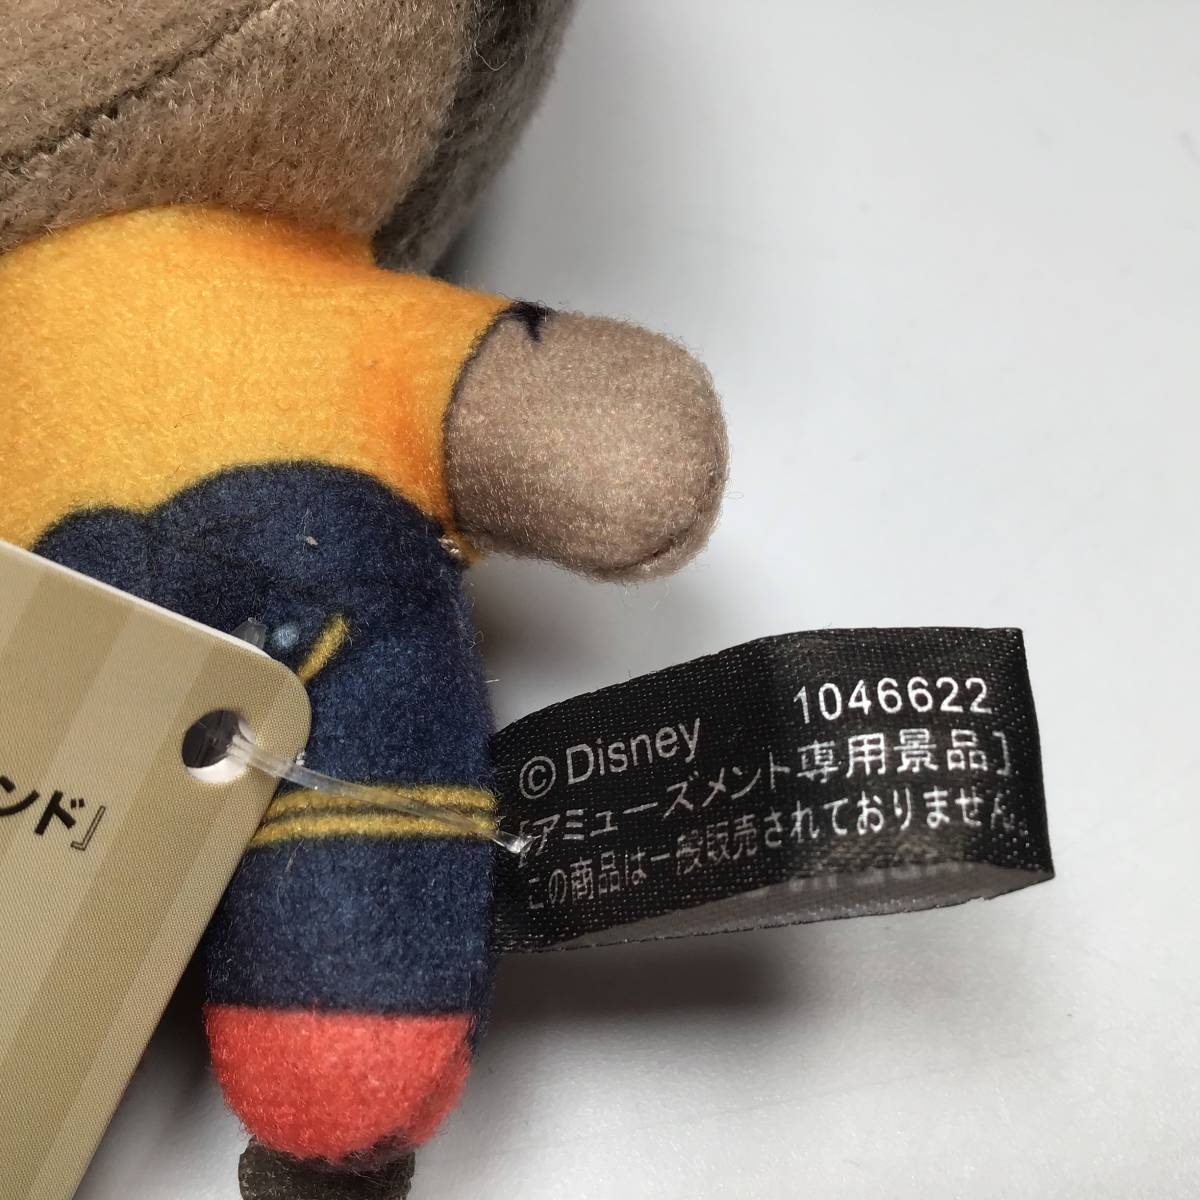 ンド』
1046622
© Disney
[アミューズメント専用景品]
この商品は一般販売されておりません。